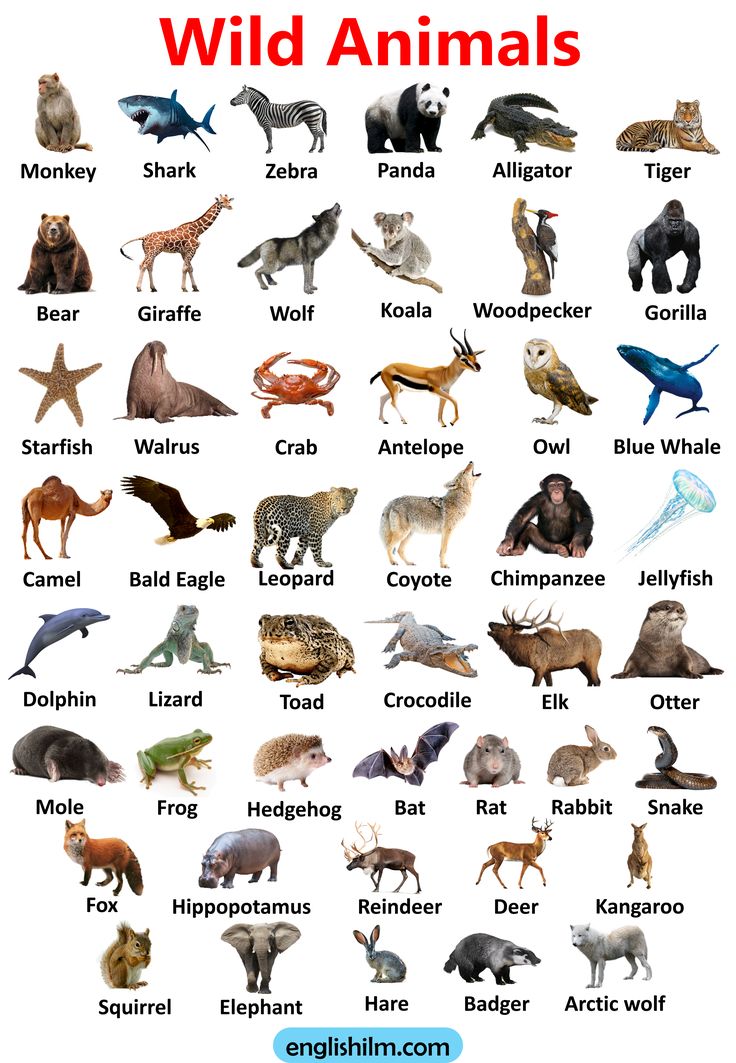 Wild Animals
Monkey Shark Zebra Panda Alligator Tiger
Bear Giraffe Wolf Koala Woodpecker Gorilla
Starfish Walrus Crab Antelope Owl Blue Whale
Camel Bald Eagle Leopard Coyote Chimpanzee Jellyfish
Dolphin Lizard Toad Crocodile Elk Otter
Mole Frog Hedgehog Bat Rat Rabbit Snake
Fox Hippopotamus Reindeer Deer Kangaroo
Squirrel Elephant Hare Badger Arctic wolf
englishilm.com